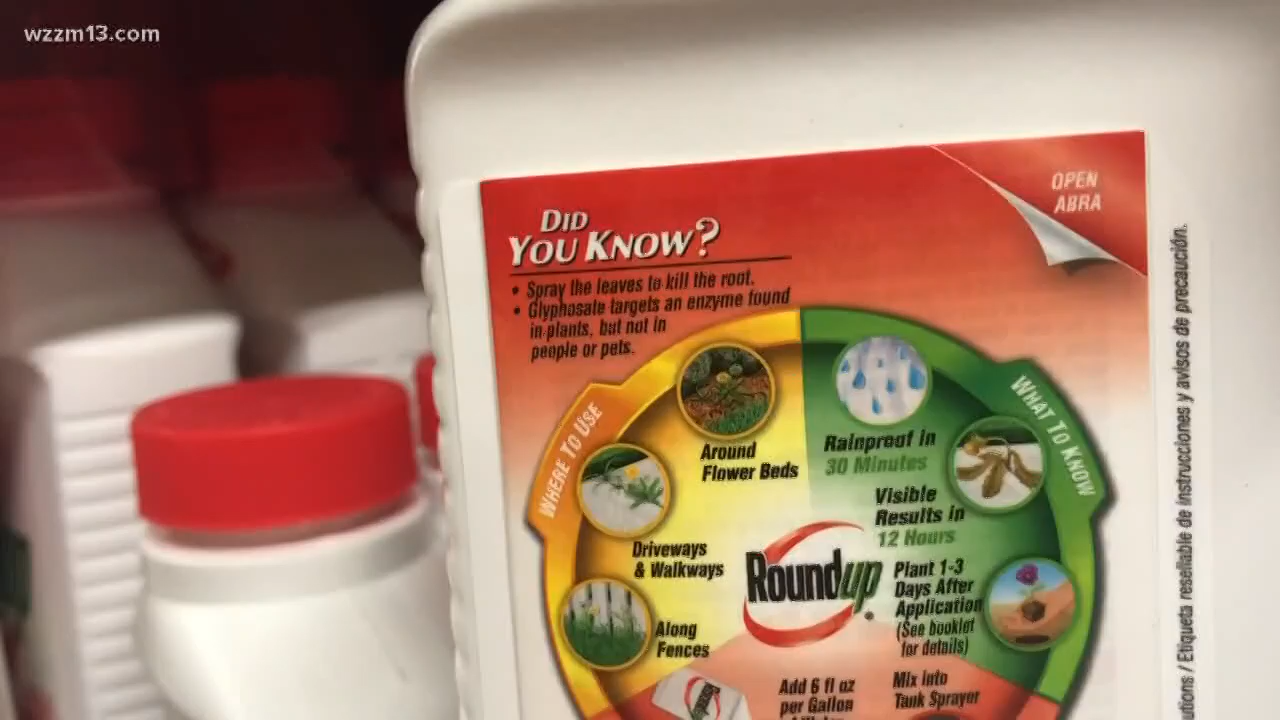 wzzm13.com
OPEN
ABRA
DID
YOU KNOW?
• Spray the leaves to kill the root.
• Glyphosate targets an enzyme found
in plants, but not in
people or pets.
WHERE TO USE
WHAT TO KNOW
Around
Flower Beds
Rainproof in
30 Minutes
Visible
Results in
12 Hours
Driveways
& Walkways
Roundup
Plant 1-3
Days After
Application
(See booklet
for details)
Along
Fences
Add 6 fl oz
per Gallon
Mix into
Tank Sprayer
Roundup
/ Etiqueta resellable de instrucciones y avisos de precaución.